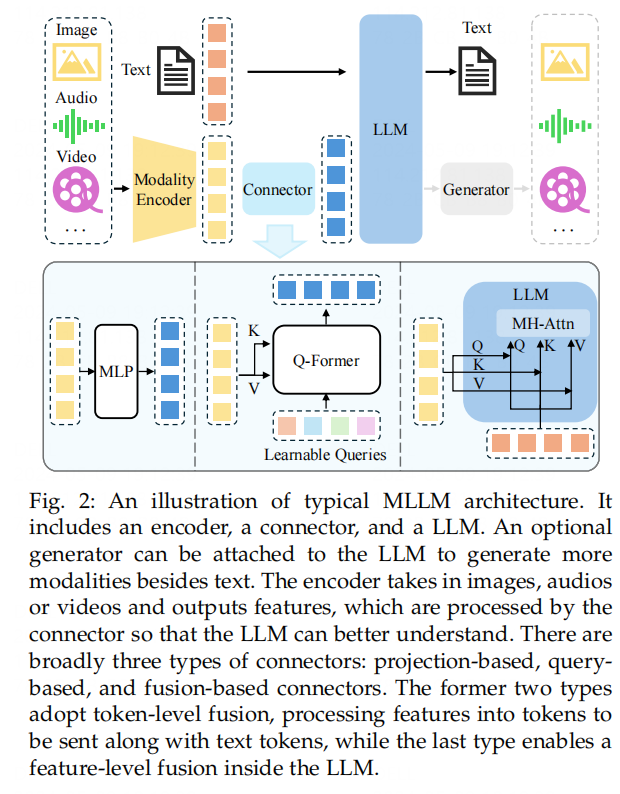 Image
Text
Text
Audio
LLM
Video
Modality
Encoder
Connector
Generator
...
...
LLM
K
MH-Attn
Q
K
V
MLP
Q-Former
Q
K
V
V
Learnable Queries
Fig. 2: An illustration of typical MLLM architecture. It
includes an encoder, a connector, and a LLM. An optional
generator can be attached to the LLM to generate more
modalities besides text. The encoder takes in images, audios
or videos and outputs features, which are processed by the
connector so that the LLM can better understand. There are
broadly three types of connectors: projection-based, query-
based, and fusion-based connectors. The former two types
adopt token-level fusion, processing features into tokens to
be sent along with text tokens, while the last type enables a
feature-level fusion inside the LLM.